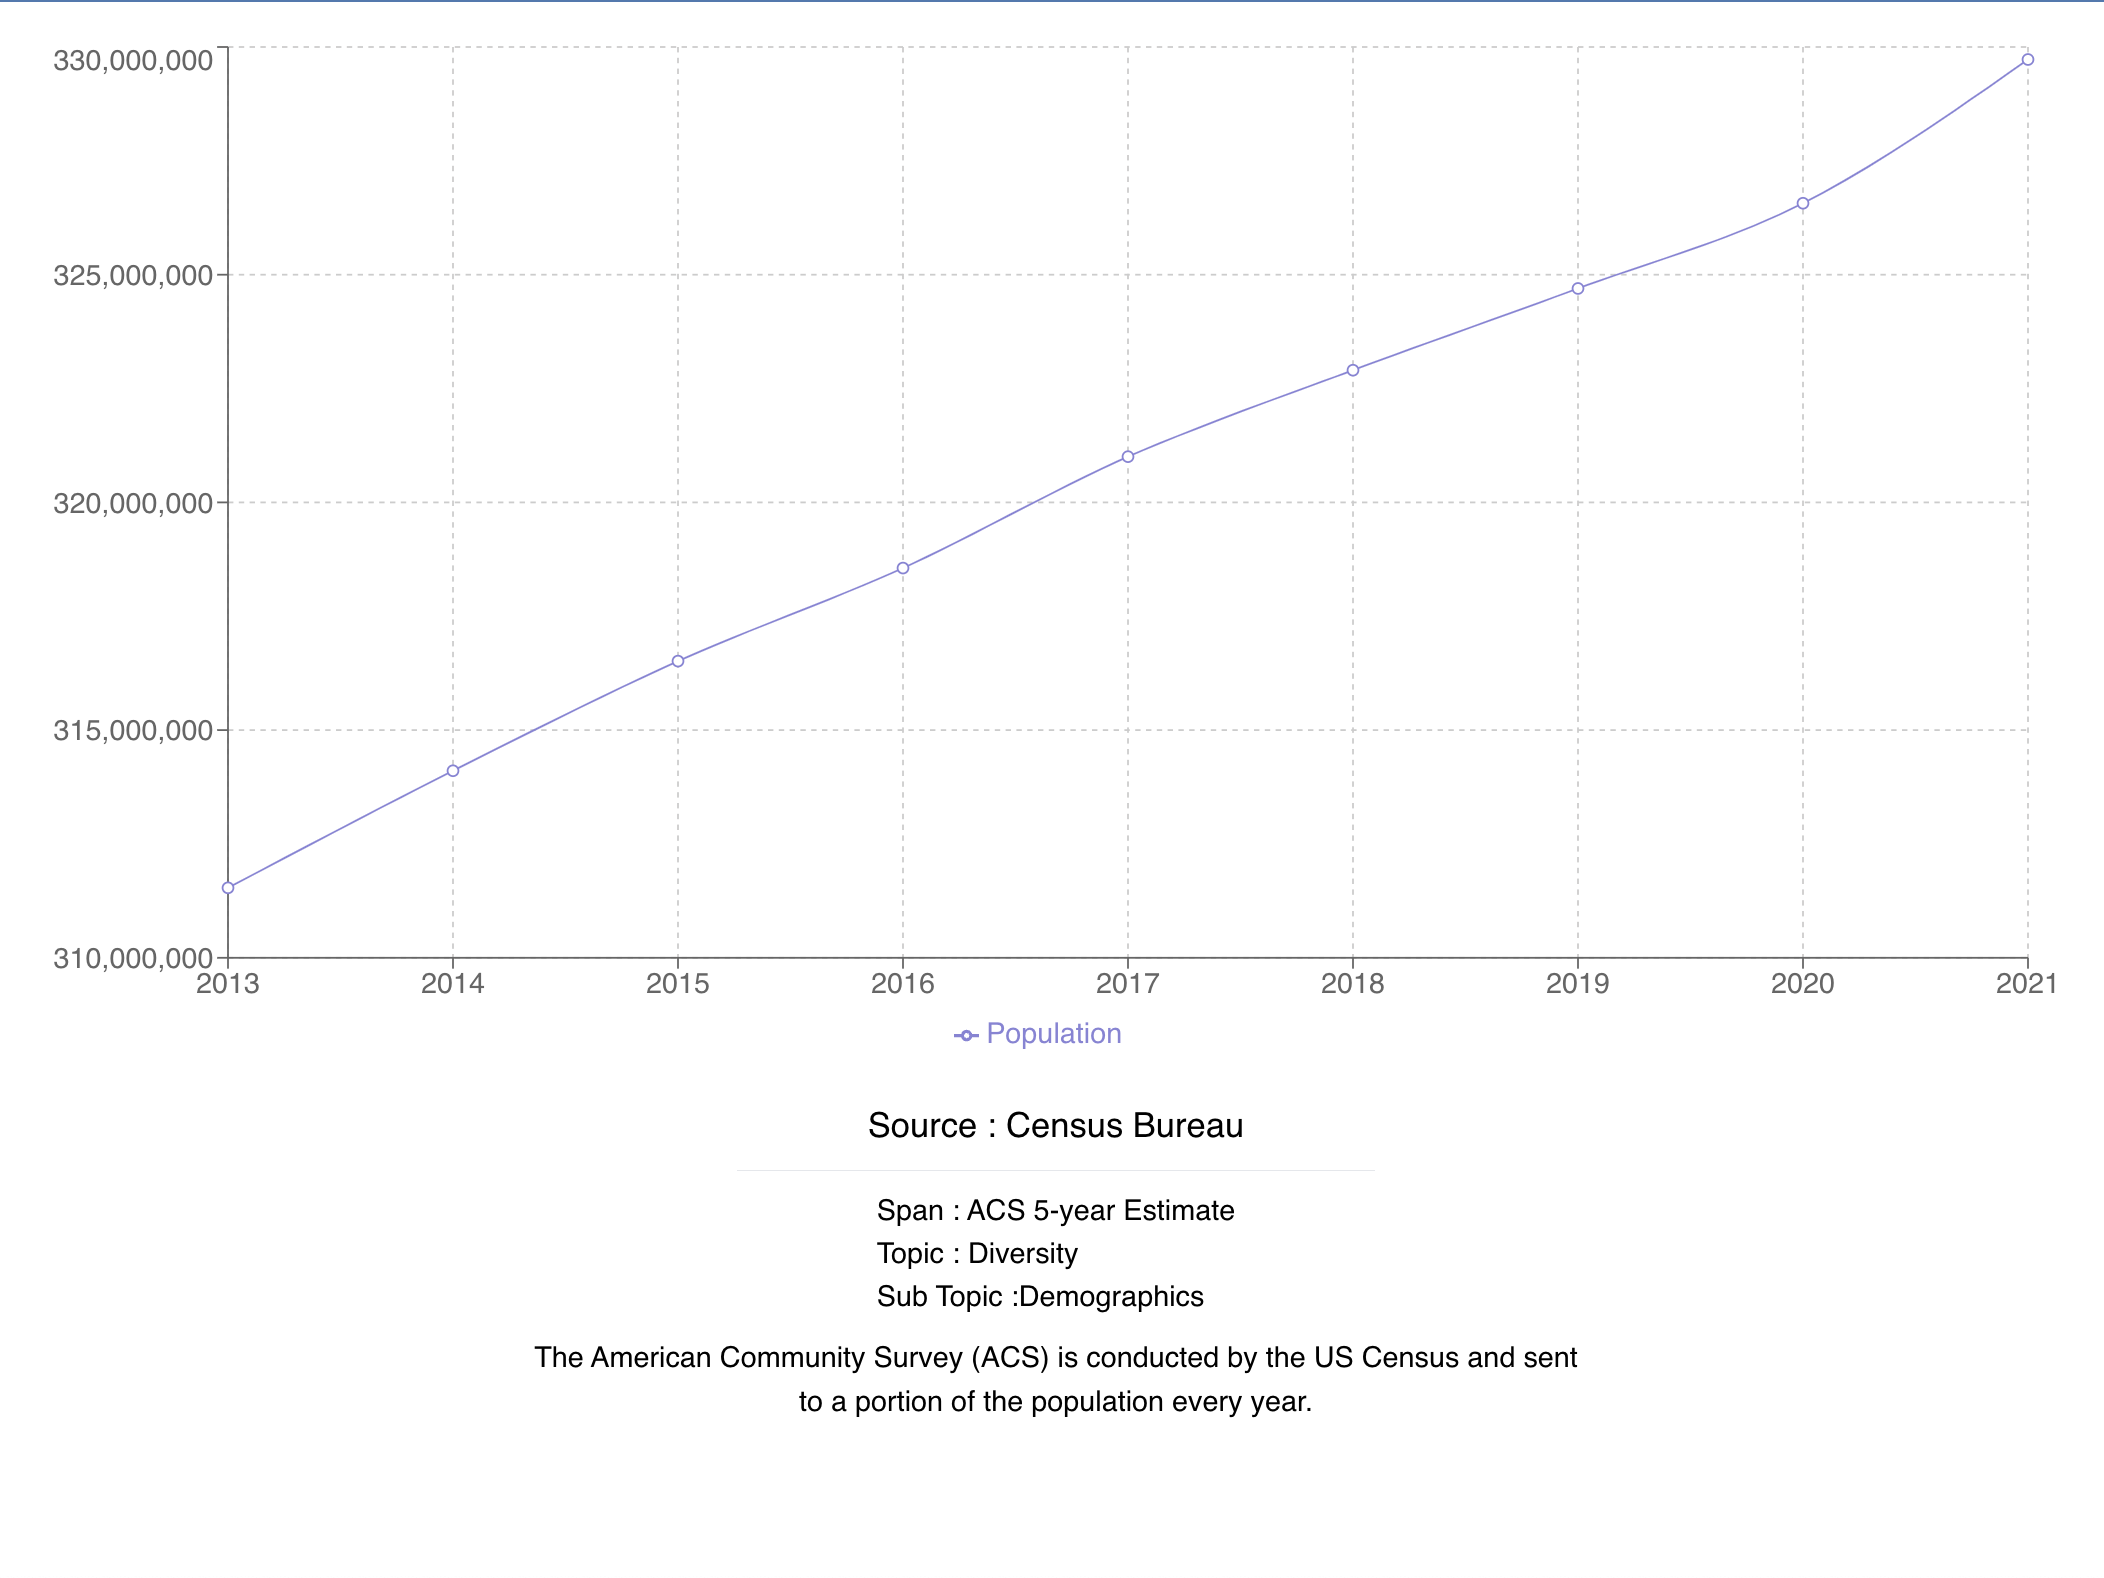 330,000,000
325,000,000
320,000,000
315,000,000
310,000,000
2013 2014 2015 2016 2017 2018 2019 2020 2021
Population
Source : Census Bureau
Span : ACS 5-year Estimate
Topic : Diversity
Sub Topic :Demographics
The American Community Survey (ACS) is conducted by the US Census and sent
to a portion of the population every year.